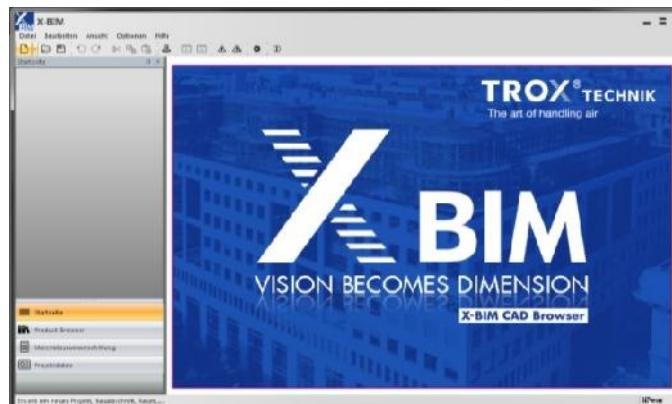 X-BIM
Datei Bearbeiten Ansicht Optionen Hilfe
Startseite
TROX® TECHNIK
The art of handling air
X BIM
VISION BECOMES DIMENSION
X-BIM CAD Browser
Startseite
Product Browser
Projektdaten